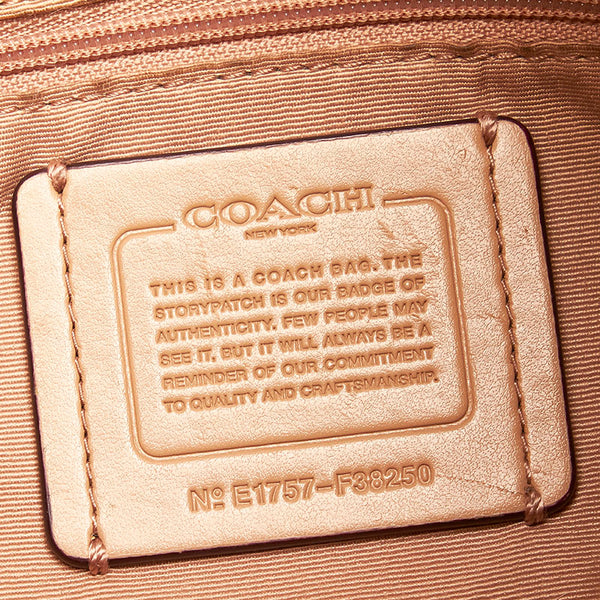 COACH
NEW YORK
THIS IS A COACH BAG. THE
STORYPATCH IS OUR BADGE OF
AUTHENTICITY. FEW PEOPLE MAY
SEE IT. BUT IT WILL ALWAYS BE A
REMINDER OF OUR COMMITMENT
TO QUALITY AND CRAFTSMANSHIP.
Nº E1757-F38250